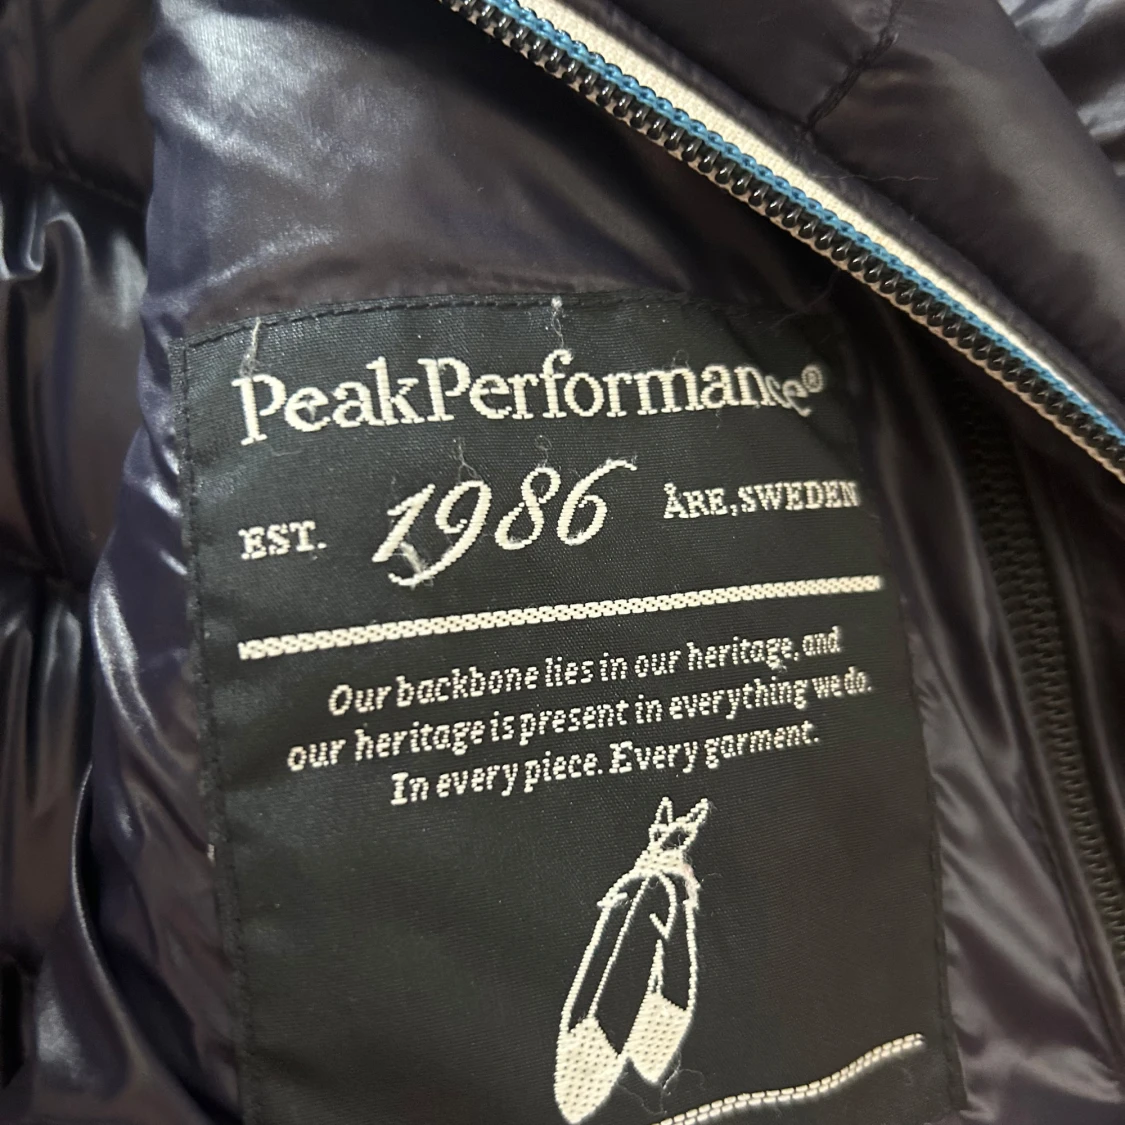 PeakPerformance®
EST. 1986 ÅRE, SWEDEN
Our backbone lies in our heritage, and
our heritage is present in everything we do.
In every piece. Every garment.